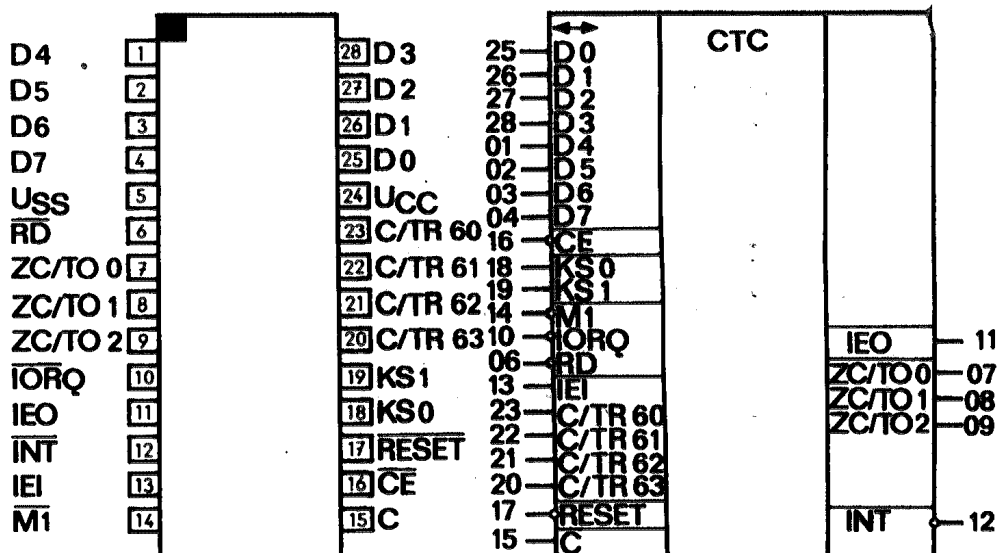 D4 1 28 D3
D5 2 27 D2
D6 3 26 D1
D7 4 25 D0
USS 5 24 UCC
RD 6 23 C/TR 60
ZC/TO 0 7 22 C/TR 61
ZC/TO 1 8 21 C/TR 62
ZC/TO 2 9 20 C/TR 63
IORQ 10 19 KS1
IEO 11 18 KS0
INT 12 17 RESET
IEI 13 16 CE
M1 14 15 C
CTC
25 D0
26 D1
27 D2
28 D3
01 D4
02 D5
03 D6
04 D7
16 CE
18 KS0
19 KS1
14 M1
10 IORQ
06 RD
13 IEI
23 C/TR 60
22 C/TR 61
21 C/TR 62
20 C/TR 63
17 RESET
15 C
IEO 11
ZC/TO0 07
ZC/TO1 08
ZC/TO2 09
INT 12